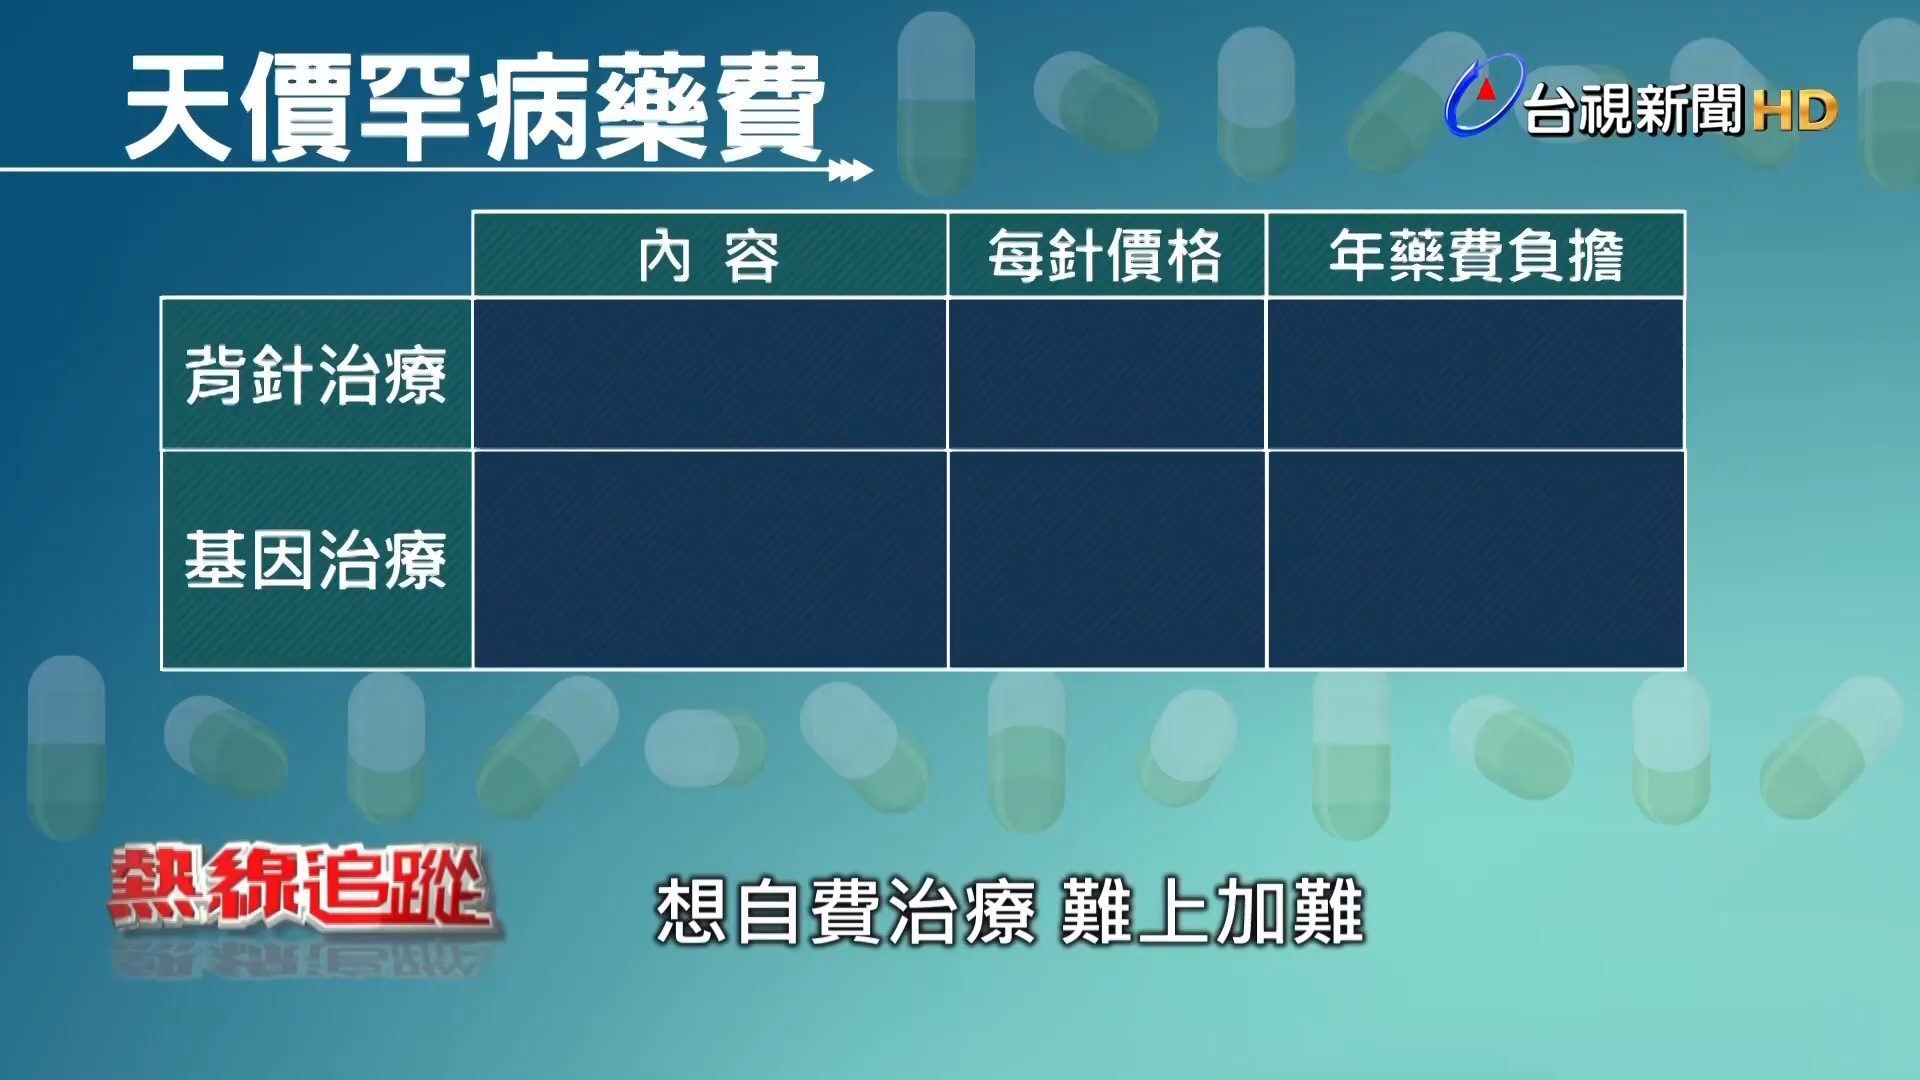 天價罕病藥費
台視新聞HD
內 容 每針價格 年藥費負擔
背針治療
基因治療
熱線追蹤
想自費治療 難上加難